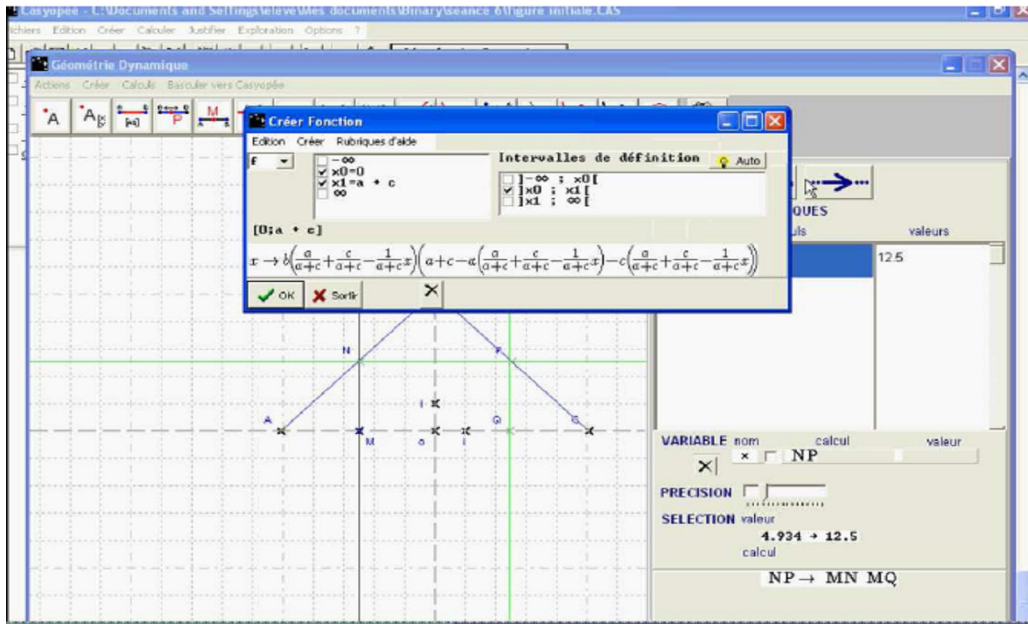 Casyopée - C:\Documents and Settings\eleve\Mes documents\Binary\seance 6\figure initiale.CAS
Edition Créer Calculer Justifier Exploration Options ?
Géométrie Dynamique
Actions Créer Calculs Basculer vers Casyopée
A
P
M
Créer Fonction
Edition Créer Rubriques d'aide
f
-∞
x0=0
x1=a + c
∞
Intervalles de définition
Auto
]-∞ ; x0[
]x0 ; x1[
]x1 ; ∞[
[0;a + c]
x → b(a/(a+c) + c/(a+c) - 1/(a+c) x)(a+c-a(a/(a+c) + c/(a+c) - 1/(a+c) x)-c(a/(a+c) + c/(a+c) - 1/(a+c) x))
OK
Sortir
valeurs
12.5
N
P
A
M
o
I
i
Q
C
VARIABLE nom calcul valeur
x NP
PRECISION
SELECTION valeur
4.934 → 12.5
calcul
NP → MN MQ